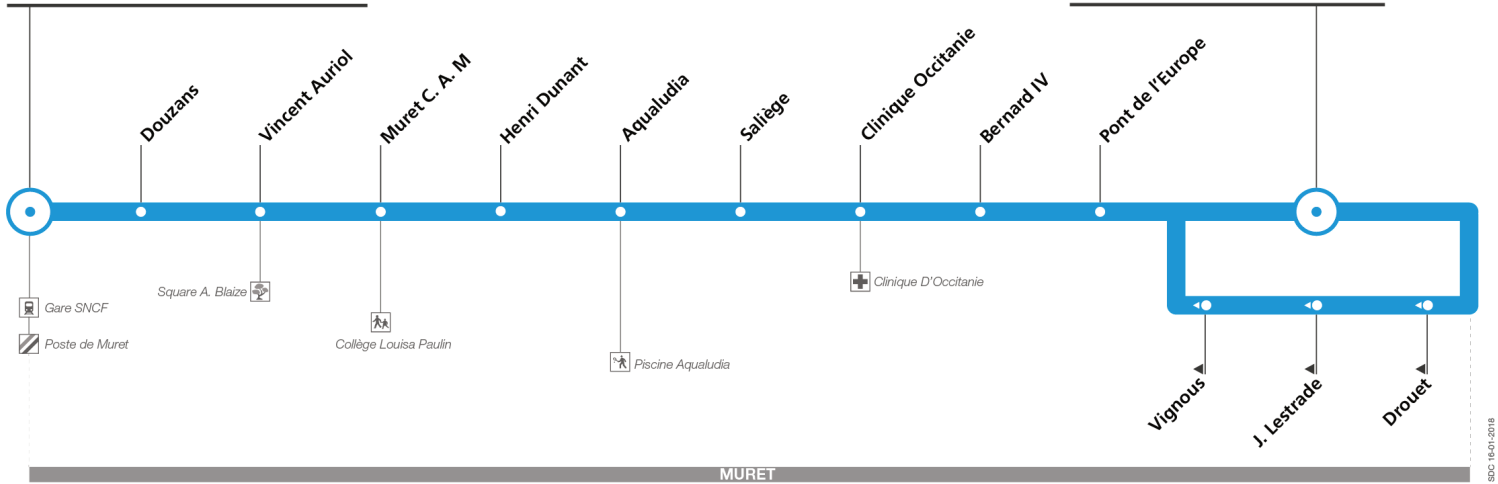 Douzans
Vincent Auriol
Muret C. A. M
Henri Dunant
Aqualudia
Saliège
Clinique Occitanie
Bernard IV
Pont de l'Europe
Gare SNCF
Poste de Muret
Square A. Blaize
Collège Louisa Paulin
Piscine Aqualudia
Clinique D'Occitanie
Vignous
J. Lestrade
Drouet
MURET
SDC 16-01-2018